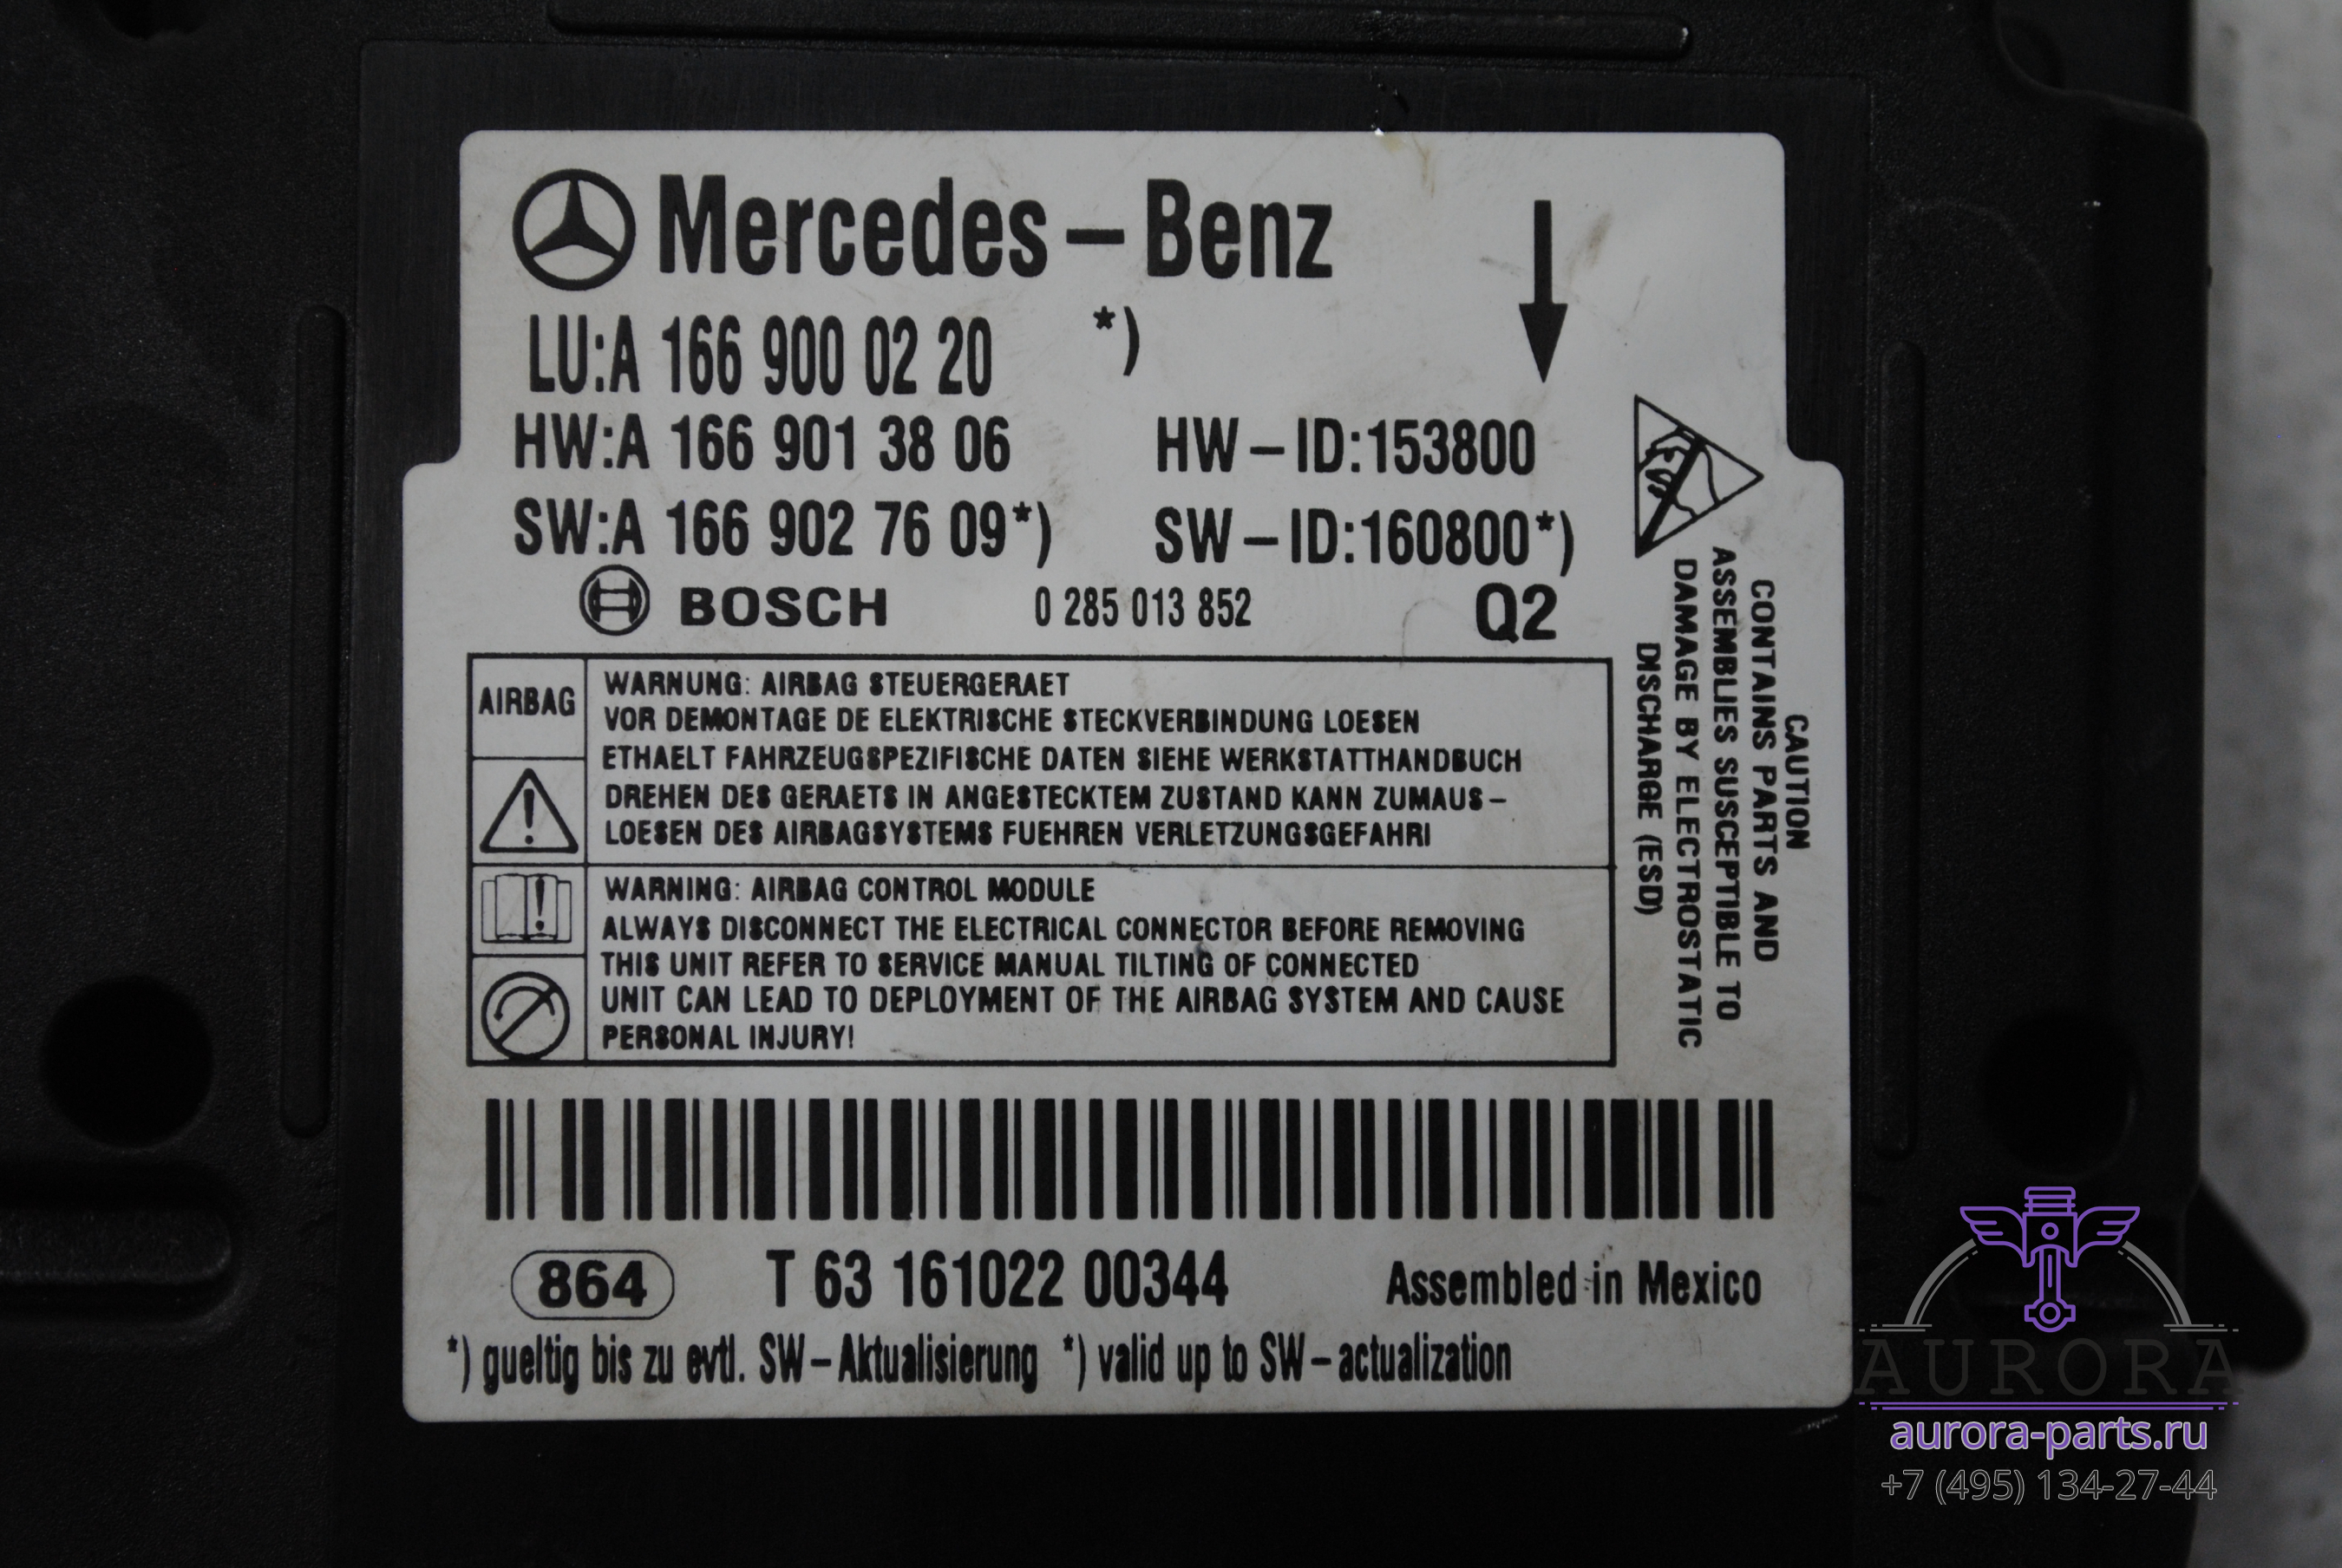 Mercedes – Benz
LU:A 166 900 02 20 *)
HW:A 166 901 38 06 HW – ID:153800
SW:A 166 902 76 09*) SW – ID:160800*)
BOSCH 0 285 013 852 Q2
AIRBAG
WARNUNG: AIRBAG STEUERGERAET
VOR DEMONTAGE DE ELEKTRISCHE STECKVERBINDUNG LOESEN
ETHAELT FAHRZEUGSPEZIFISCHE DATEN SIEHE WERKSTATTHANDBUCH
DREHEN DES GERAETS IN ANGESTECKTEM ZUSTAND KANN ZUMAUS –
LOESEN DES AIRBAGSYSTEMS FUEHREN VERLETZUNGSGEFAHRI
WARNING: AIRBAG CONTROL MODULE
ALWAYS DISCONNECT THE ELECTRICAL CONNECTOR BEFORE REMOVING
THIS UNIT REFER TO SERVICE MANUAL TILTING OF CONNECTED
UNIT CAN LEAD TO DEPLOYMENT OF THE AIRBAG SYSTEM AND CAUSE
PERSONAL INJURY!
CAUTION
CONTAINS PARTS AND
ASSEMBLIES SUSCEPTIBLE TO
DAMAGE BY ELECTROSTATIC
DISCHARGE (ESD)
864 T 63 161022 00344 Assembled in Mexico
*) gueltig bis zu evtl. SW – Aktualisierung *) valid up to SW – actualization
AURORA
aurora-parts.ru
+7 (495) 134-27-44